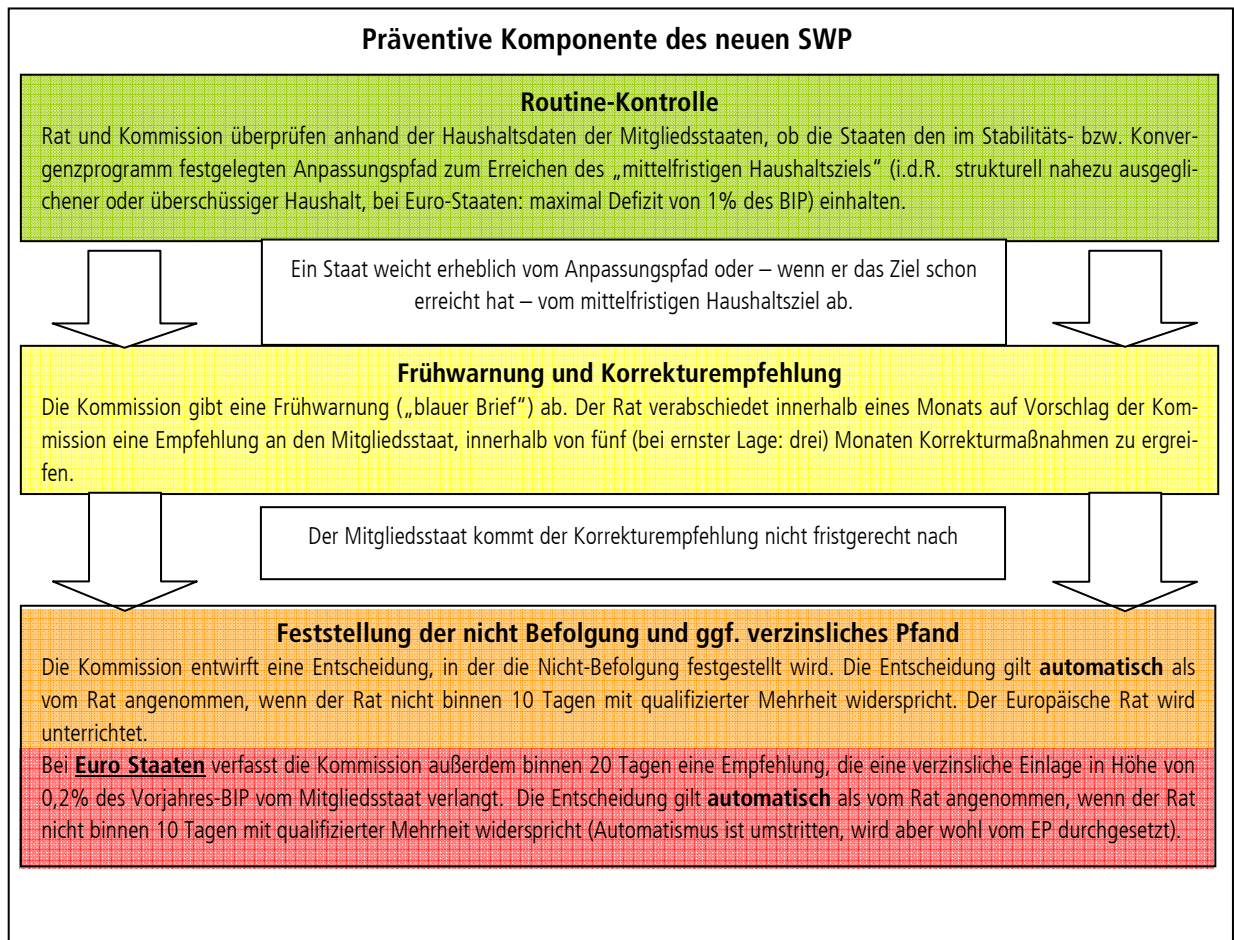 Präventive Komponente des neuen SWP
Routine-Kontrolle
Rat und Kommission überprüfen anhand der Haushaltsdaten der Mitgliedsstaaten, ob die Staaten den im Stabilitäts- bzw. Konver-
genzprogramm festgelegten Anpassungspfad zum Erreichen des „mittelfristigen Haushaltsziels“ (i.d.R. strukturell nahezu ausgegli-
chener oder überschüssiger Haushalt, bei Euro-Staaten: maximal Defizit von 1% des BIP) einhalten.
Ein Staat weicht erheblich vom Anpassungspfad oder – wenn er das Ziel schon
erreicht hat – vom mittelfristigen Haushaltsziel ab.
Frühwarnung und Korrekturempfehlung
Die Kommission gibt eine Frühwarnung („blauer Brief“) ab. Der Rat verabschiedet innerhalb eines Monats auf Vorschlag der Kom-
mission eine Empfehlung an den Mitgliedsstaat, innerhalb von fünf (bei ernster Lage: drei) Monaten Korrekturmaßnahmen zu ergrei-
fen.
Der Mitgliedsstaat kommt der Korrekturempfehlung nicht fristgerecht nach
Feststellung der nicht Befolgung und ggf. verzinsliches Pfand
Die Kommission entwirft eine Entscheidung, in der die Nicht-Befolgung festgestellt wird. Die Entscheidung gilt automatisch als
vom Rat angenommen, wenn der Rat nicht binnen 10 Tagen mit qualifizierter Mehrheit widerspricht. Der Europäische Rat wird
unterrichtet.
Bei Euro Staaten verfasst die Kommission außerdem binnen 20 Tagen eine Empfehlung, die eine verzinsliche Einlage in Höhe von
0,2% des Vorjahres-BIP vom Mitgliedsstaat verlangt. Die Entscheidung gilt automatisch als vom Rat angenommen, wenn der Rat
nicht binnen 10 Tagen mit qualifizierter Mehrheit widerspricht (Automatismus ist umstritten, wird aber wohl vom EP durchgesetzt).